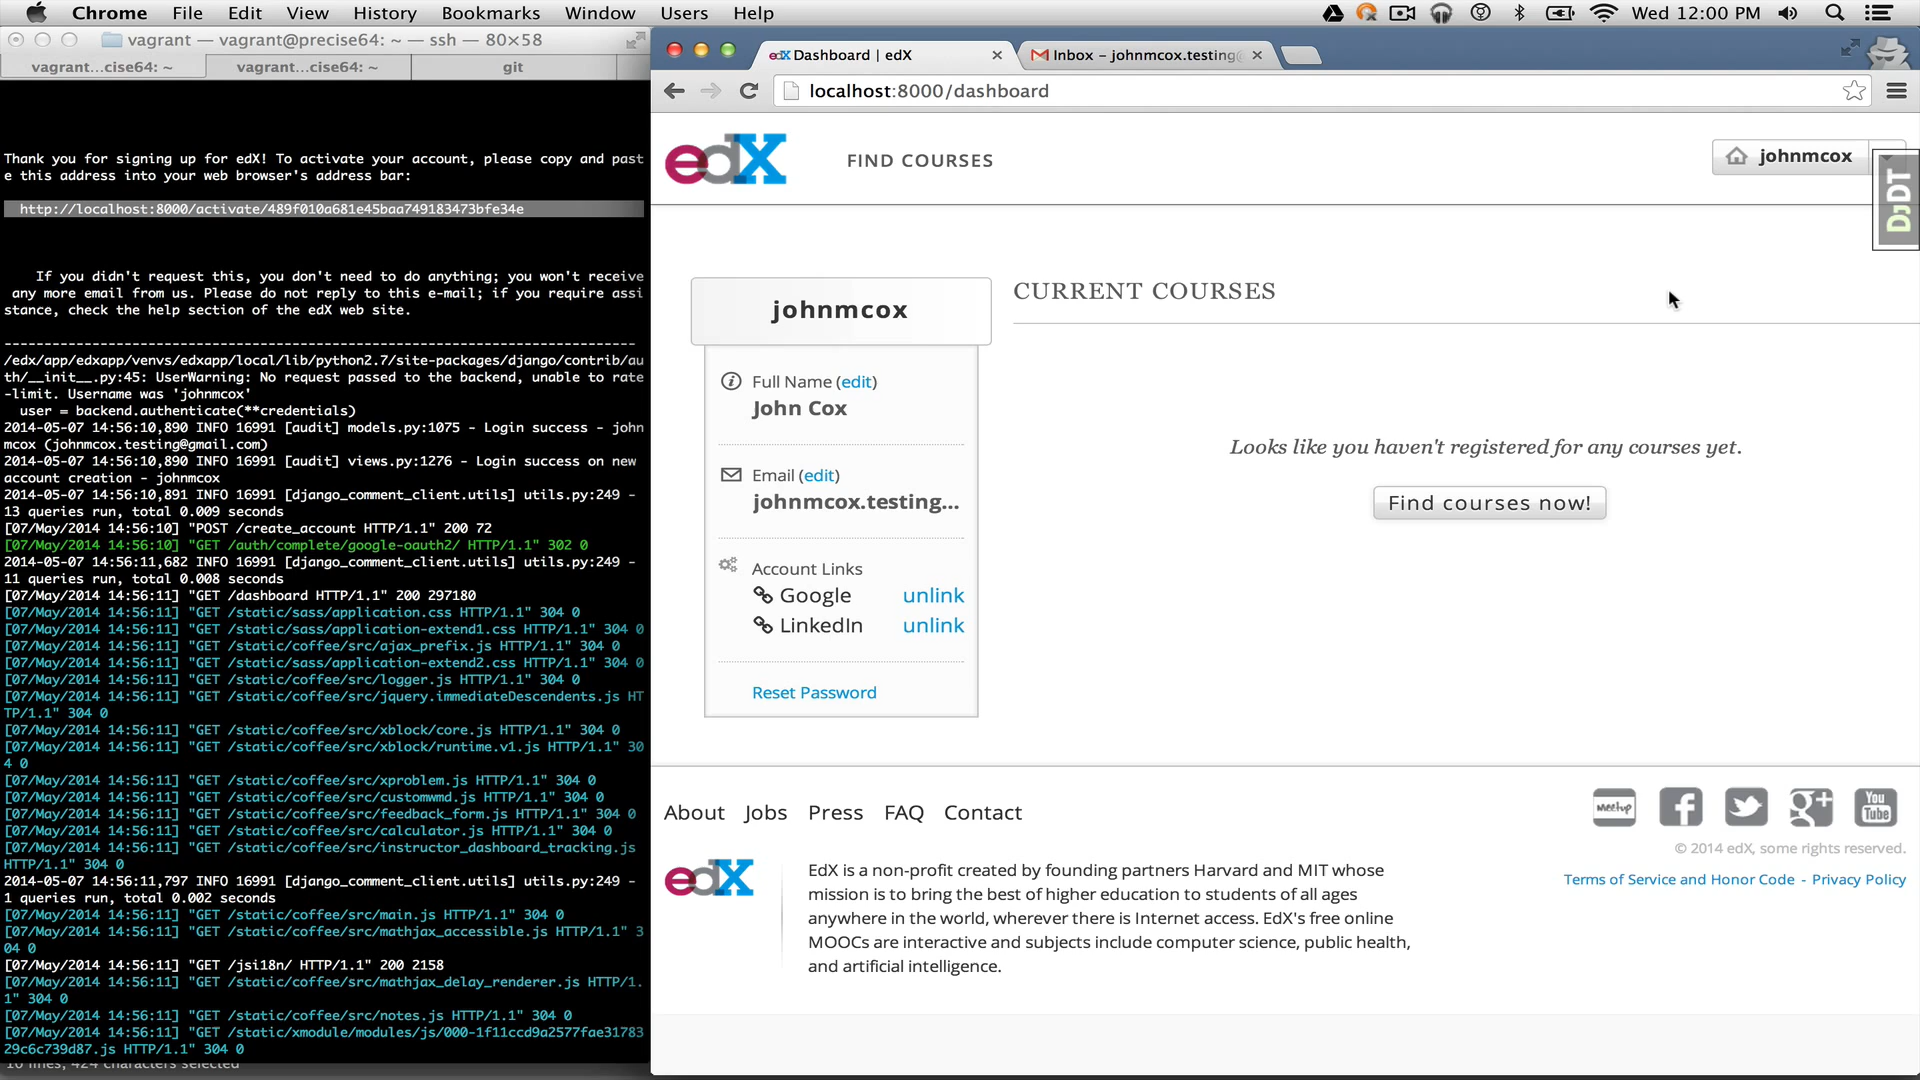 Chrome File Edit View History Bookmarks Window Users Help Wed 12:00 PM
vagrant — vagrant@precise64: ~ — ssh — 80×58
vagrant...cise64: ~ vagrant...cise64: ~ git
Thank you for signing up for edX! To activate your account, please copy and past
e this address into your web browser's address bar:
http://localhost:8000/activate/489f010a681e45baa749183473bfe34e
If you didn't request this, you don't need to do anything; you won't receive
any more email from us. Please do not reply to this e-mail; if you require assi
stance, check the help section of the edX web site.
-------------------------------------------------------------------------------
/edx/app/edxapp/venvs/edxapp/local/lib/python2.7/site-packages/django/contrib/au
th/__init__.py:45: UserWarning: No request passed to the backend, unable to rate
-limit. Username was 'johnmcox'
user = backend.authenticate(**credentials)
2014-05-07 14:56:10,890 INFO 16991 [audit] models.py:1075 - Login success - john
mcox (johnmcox.testing@gmail.com)
2014-05-07 14:56:10,890 INFO 16991 [audit] views.py:1276 - Login success on new
account creation - johnmcox
2014-05-07 14:56:10,891 INFO 16991 [django_comment_client.utils] utils.py:249 -
13 queries run, total 0.009 seconds
[07/May/2014 14:56:10] "POST /create_account HTTP/1.1" 200 72
[07/May/2014 14:56:10] "GET /auth/complete/google-oauth2/ HTTP/1.1" 302 0
2014-05-07 14:56:11,682 INFO 16991 [django_comment_client.utils] utils.py:249 -
11 queries run, total 0.008 seconds
[07/May/2014 14:56:11] "GET /dashboard HTTP/1.1" 200 297180
[07/May/2014 14:56:11] "GET /static/sass/application.css HTTP/1.1" 304 0
[07/May/2014 14:56:11] "GET /static/sass/application-extend1.css HTTP/1.1" 304 0
[07/May/2014 14:56:11] "GET /static/coffee/src/ajax_prefix.js HTTP/1.1" 304 0
[07/May/2014 14:56:11] "GET /static/sass/application-extend2.css HTTP/1.1" 304 0
[07/May/2014 14:56:11] "GET /static/coffee/src/logger.js HTTP/1.1" 304 0
[07/May/2014 14:56:11] "GET /static/coffee/src/jquery.immediateDescendents.js HT
TP/1.1" 304 0
[07/May/2014 14:56:11] "GET /static/coffee/src/xblock/core.js HTTP/1.1" 304 0
[07/May/2014 14:56:11] "GET /static/coffee/src/xblock/runtime.v1.js HTTP/1.1" 30
4 0
[07/May/2014 14:56:11] "GET /static/coffee/src/xproblem.js HTTP/1.1" 304 0
[07/May/2014 14:56:11] "GET /static/coffee/src/customwmd.js HTTP/1.1" 304 0
[07/May/2014 14:56:11] "GET /static/coffee/src/feedback_form.js HTTP/1.1" 304 0
[07/May/2014 14:56:11] "GET /static/coffee/src/calculator.js HTTP/1.1" 304 0
[07/May/2014 14:56:11] "GET /static/coffee/src/instructor_dashboard_tracking.js
HTTP/1.1" 304 0
2014-05-07 14:56:11,797 INFO 16991 [django_comment_client.utils] utils.py:249 -
1 queries run, total 0.002 seconds
[07/May/2014 14:56:11] "GET /static/coffee/src/main.js HTTP/1.1" 304 0
[07/May/2014 14:56:11] "GET /static/coffee/src/mathjax_accessible.js HTTP/1.1" 3
04 0
[07/May/2014 14:56:11] "GET /jsi18n/ HTTP/1.1" 200 2158
[07/May/2014 14:56:11] "GET /static/coffee/src/mathjax_delay_renderer.js HTTP/1.
1" 304 0
[07/May/2014 14:56:11] "GET /static/coffee/src/notes.js HTTP/1.1" 304 0
[07/May/2014 14:56:11] "GET /static/xmodule/modules/js/000-1f11ccd9a2577fae31783
29c6c739d87.js HTTP/1.1" 304 0
Dashboard | edX Inbox – johnmcox.testing@
localhost:8000/dashboard
edX FIND COURSES johnmcox
DjDT
johnmcox
Full Name (edit)
John Cox
Email (edit)
johnmcox.testing...
Account Links
Google unlink
LinkedIn unlink
Reset Password
CURRENT COURSES
Looks like you haven't registered for any courses yet.
Find courses now!
About Jobs Press FAQ Contact
meetup f g+ You Tube
© 2014 edX, some rights reserved.
Terms of Service and Honor Code - Privacy Policy
edX
EdX is a non-profit created by founding partners Harvard and MIT whose
mission is to bring the best of higher education to students of all ages
anywhere in the world, wherever there is Internet access. EdX's free online
MOOCs are interactive and subjects include computer science, public health,
and artificial intelligence.